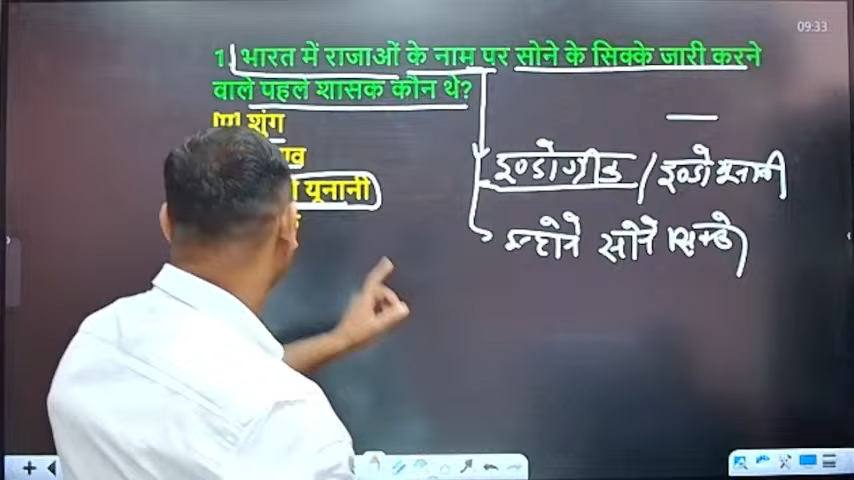 09:33
1. भारत में राजाओं के नाम पर सोने के सिक्के जारी करने
वाले पहले शासक कौन थे?
शुंग
यूनानी
इण्डोग्रीक / इण्डो यूनानी
इन्होंने सोने सिक्के